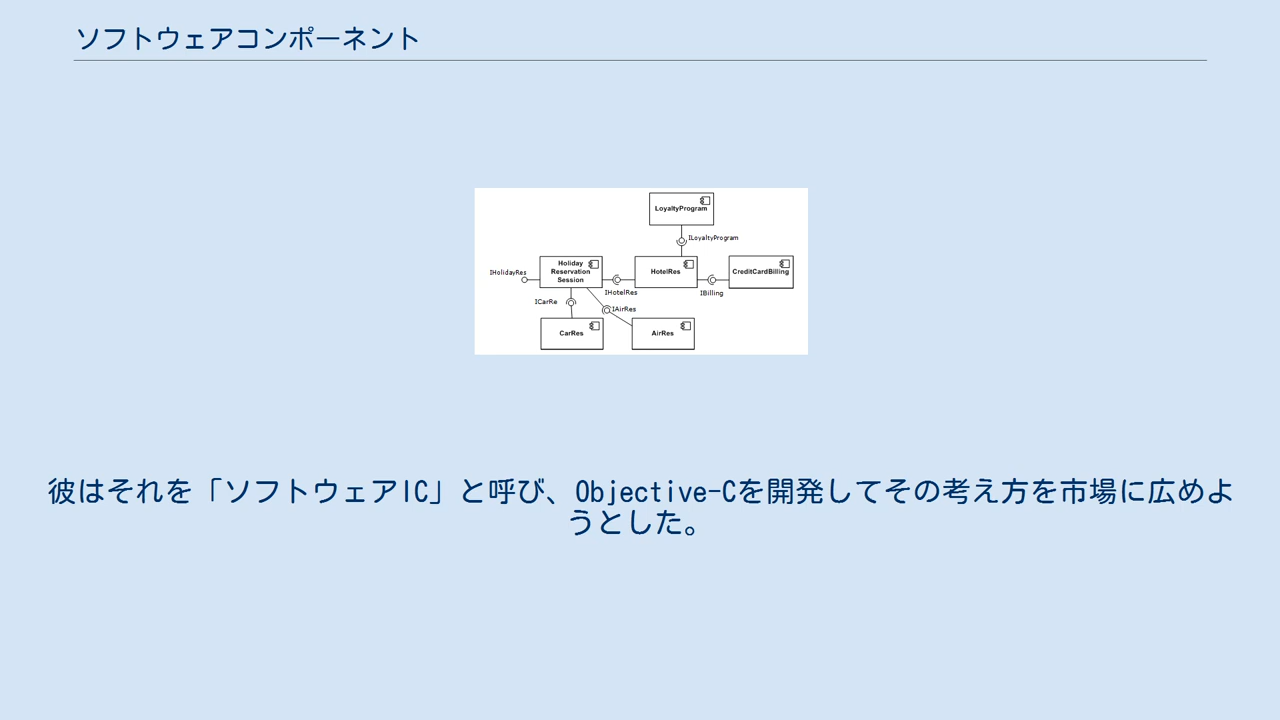 ソフトウェアコンポーネント
LoyaltyProgram
ILoyaltyProgram
IHolidayRes
Holiday
Reservation
Session
HotelRes
CreditCardBilling
IHotelRes
IBilling
ICarRe
IAirRes
CarRes
AirRes
彼はそれを「ソフトウェアIC」と呼び、Objective-Cを開発してその考え方を市場に広めよ
うとした。